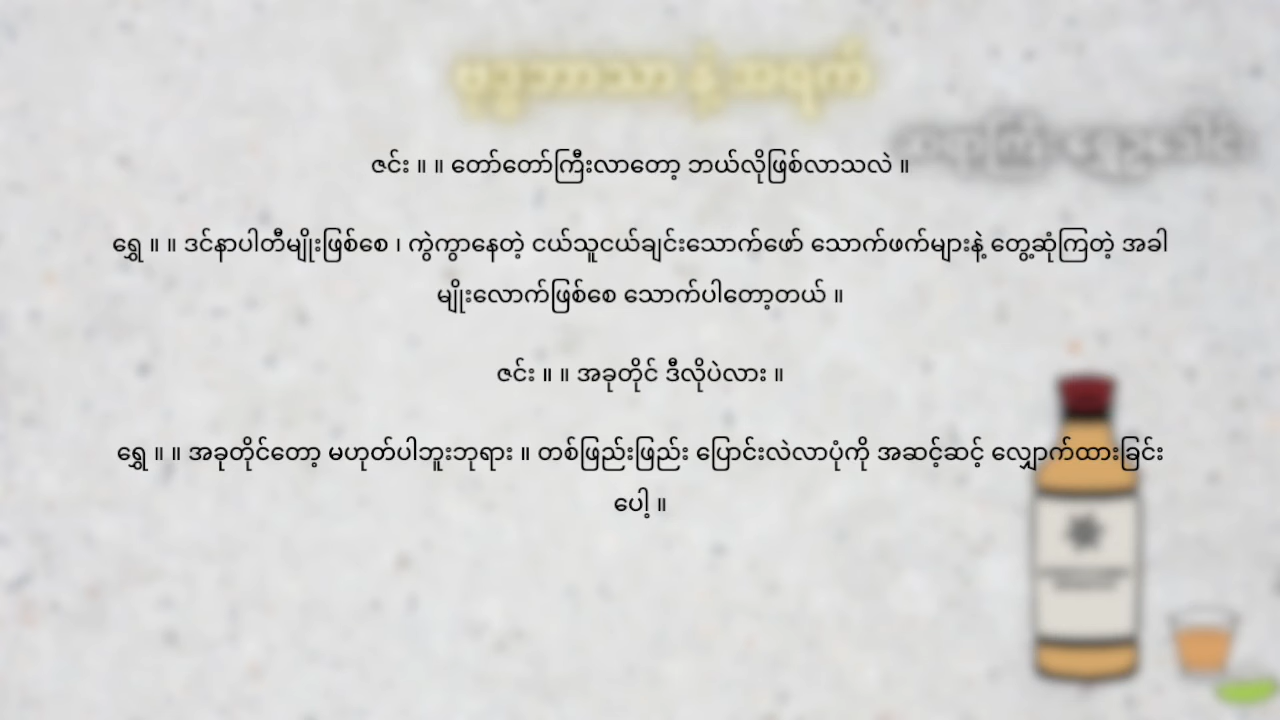 ဇင်း ။ ။ တော်တော်ကြီးလာတော့ ဘယ်လိုဖြစ်လာသလဲ ။
ရွှေ ။ ။ ဒင်နာပါတီမျိုးဖြစ်စေ ၊ ကွဲကွာနေတဲ့ ငယ်သူငယ်ချင်းသောက်ဖော် သောက်ဖက်များနဲ့ တွေ့ဆုံကြတဲ့ အခါ
မျိုးလောက်ဖြစ်စေ သောက်ပါတော့တယ် ။
ဇင်း ။ ။ အခုတိုင် ဒီလိုပဲလား ။
ရွှေ ။ ။ အခုတိုင်တော့ မဟုတ်ပါဘူးဘုရား ။ တစ်ဖြည်းဖြည်း ပြောင်းလဲလာပုံကို အဆင့်ဆင့် လျှောက်ထားခြင်း
ပေါ့ ။